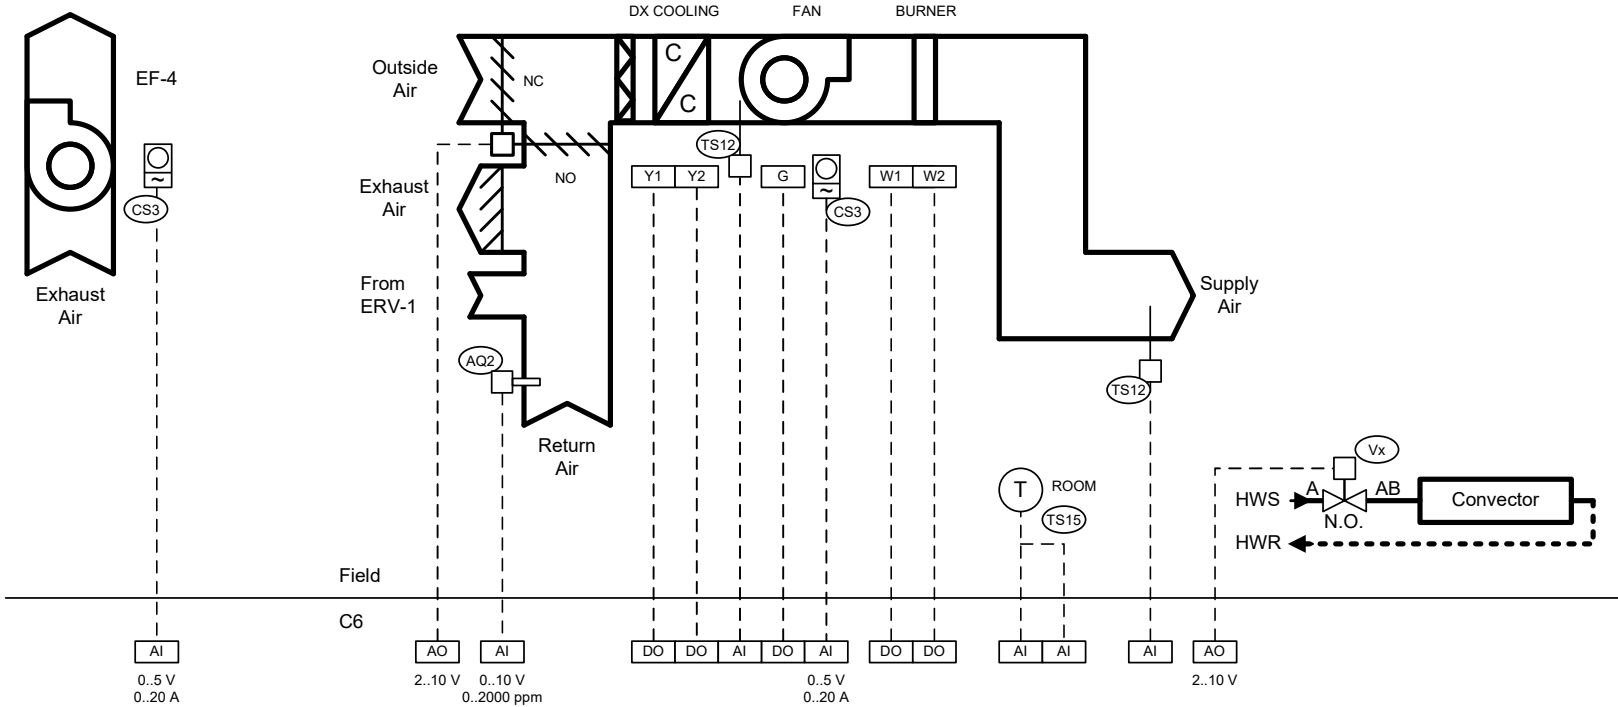 DX COOLING
FAN
BURNER
EF-4
Outside
Air
NC
C
C
TS12
NO
Y1
Y2
G
W1
W2
~
CS3
~
CS3
Exhaust
Air
Exhaust
Air
From
ERV-1
Supply
Air
AQ2
TS12
Return
Air
Vx
T
ROOM
TS15
HWS
A
AB
Convector
N.O.
HWR
Field
C6
AI
AO
AI
DO
DO
AI
DO
AI
DO
DO
AI
AI
AI
AO
0..5 V
0..20 A
2..10 V
0..10 V
0..2000 ppm
0..5 V
0..20 A
2..10 V